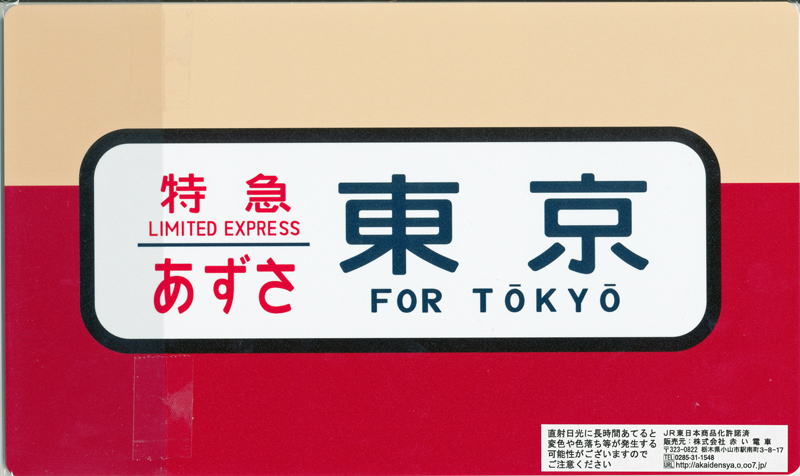 特急
LIMITED EXPRESS
あずさ
東京
FOR TŌKYŌ
直射日光に長時間あてると
変色や色落ち等が発生する
可能性がございますので
ご注意ください
JR東日本商品化許諾済
販売元：株式会社 赤い電車
〒323-0822 栃木県小山市駅南町3-8-17
TEL 0285-31-1548
URL http://akaidensya.o.oo7.jp/